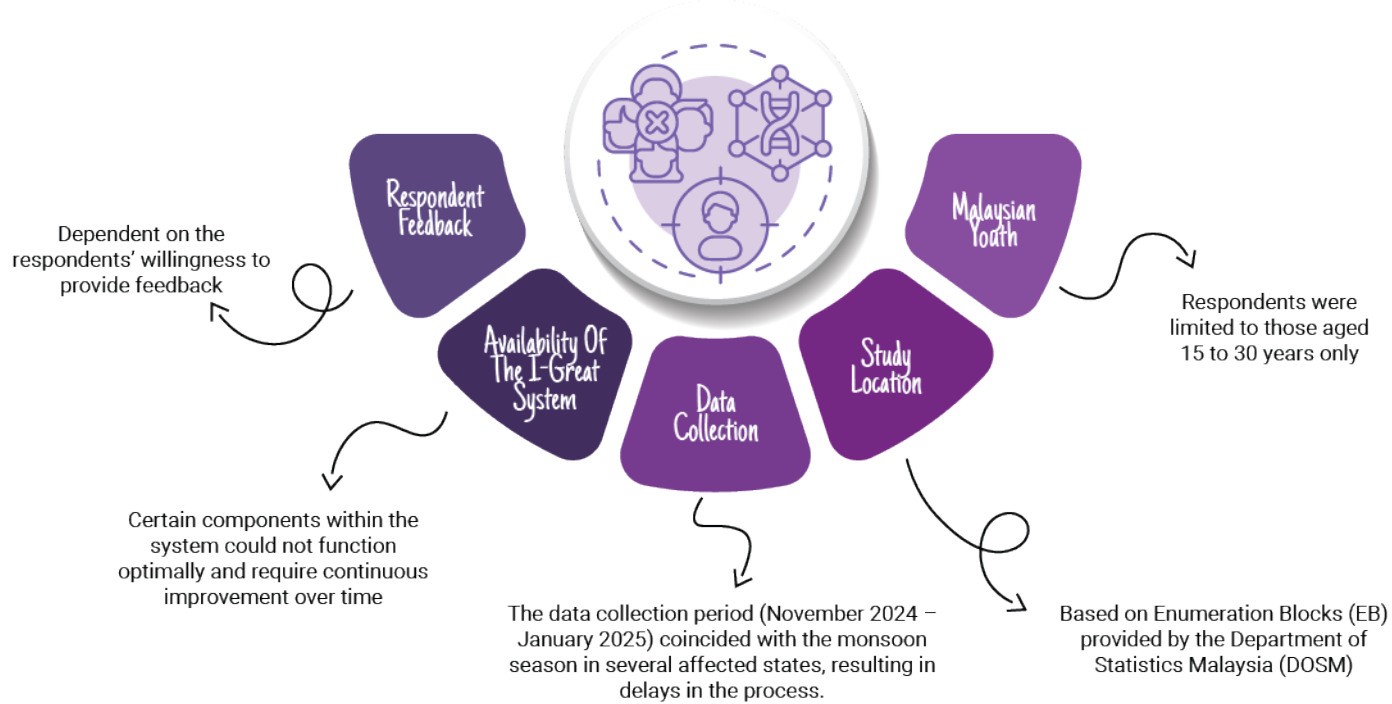 Respondent
Feedback
Dependent on the
respondents' willingness to
provide feedback
Availability Of
The I-Great
System
Certain components within the
system could not function
optimally and require continuous
improvement over time
Data
Collection
The data collection period (November 2024 –
January 2025) coincided with the monsoon
season in several affected states, resulting in
delays in the process.
Study
Location
Based on Enumeration Blocks (EB)
provided by the Department of
Statistics Malaysia (DOSM)
Malaysian
Youth
Respondents were
limited to those aged
15 to 30 years only